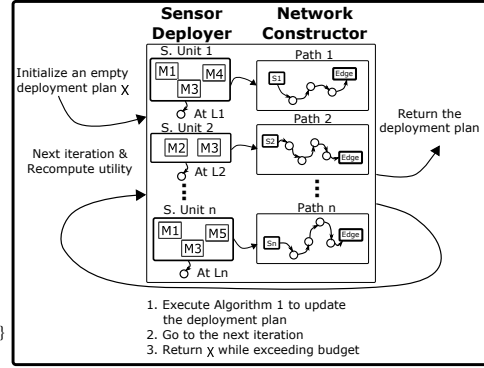 Sensor
Deployer
Network
Constructor
S. Unit 1
M1
M4
M3
At L1
Path 1
S1
Edge
Initialize an empty
deployment plan χ
S. Unit 2
M2
M3
At L2
Path 2
S2
Edge
Return the
deployment plan
Next iteration &
Recompute utility
S. Unit n
M1
M5
M3
At Ln
Path n
Sn
Edge
1. Execute Algorithm 1 to update
the deployment plan
2. Go to the next iteration
3. Return χ while exceeding budget
}